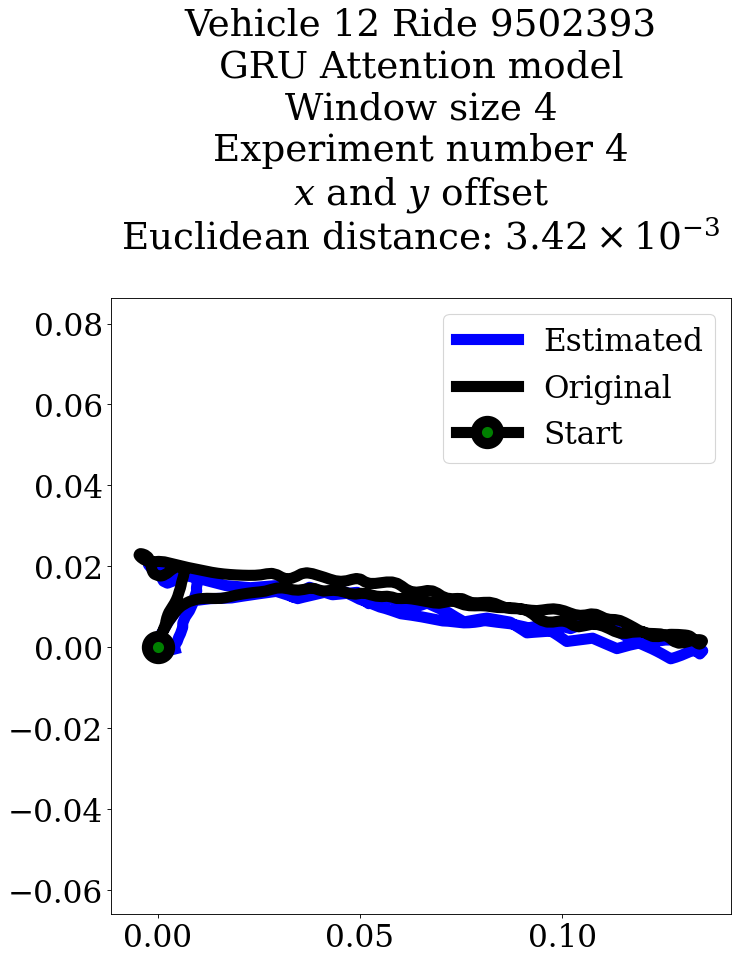 Vehicle 12 Ride 9502393
GRU Attention model
Window size 4
Experiment number 4
x and y offset
Euclidean distance: 3.42 × 10⁻³
Estimated
Original
Start
0.08
0.06
0.04
0.02
0.00
−0.02
−0.04
−0.06
0.00 0.05 0.10